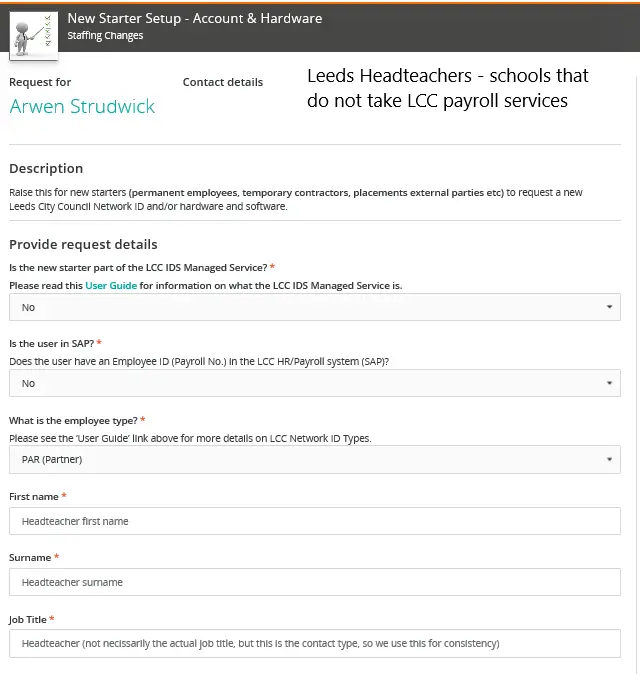 New Starter Setup - Account & Hardware
Staffing Changes
Request for
Contact details
Leeds Headteachers - schools that
do not take LCC payroll services
Arwen Strudwick
Description
Raise this for new starters (permanent employees, temporary contractors, placements external parties etc) to request a new
Leeds City Council Network ID and/or hardware and software.
Provide request details
Is the new starter part of the LCC IDS Managed Service? *
Please read this User Guide for information on what the LCC IDS Managed Service is.
No
Is the user in SAP? *
Does the user have an Employee ID (Payroll No.) in the LCC HR/Payroll system (SAP)?
No
What is the employee type? *
Please see the 'User Guide' link above for more details on LCC Network ID Types.
PAR (Partner)
First name *
Headteacher first name
Surname *
Headteacher surname
Job Title *
Headteacher (not necissarily the actual job title, but this is the contact type, so we use this for consistency)